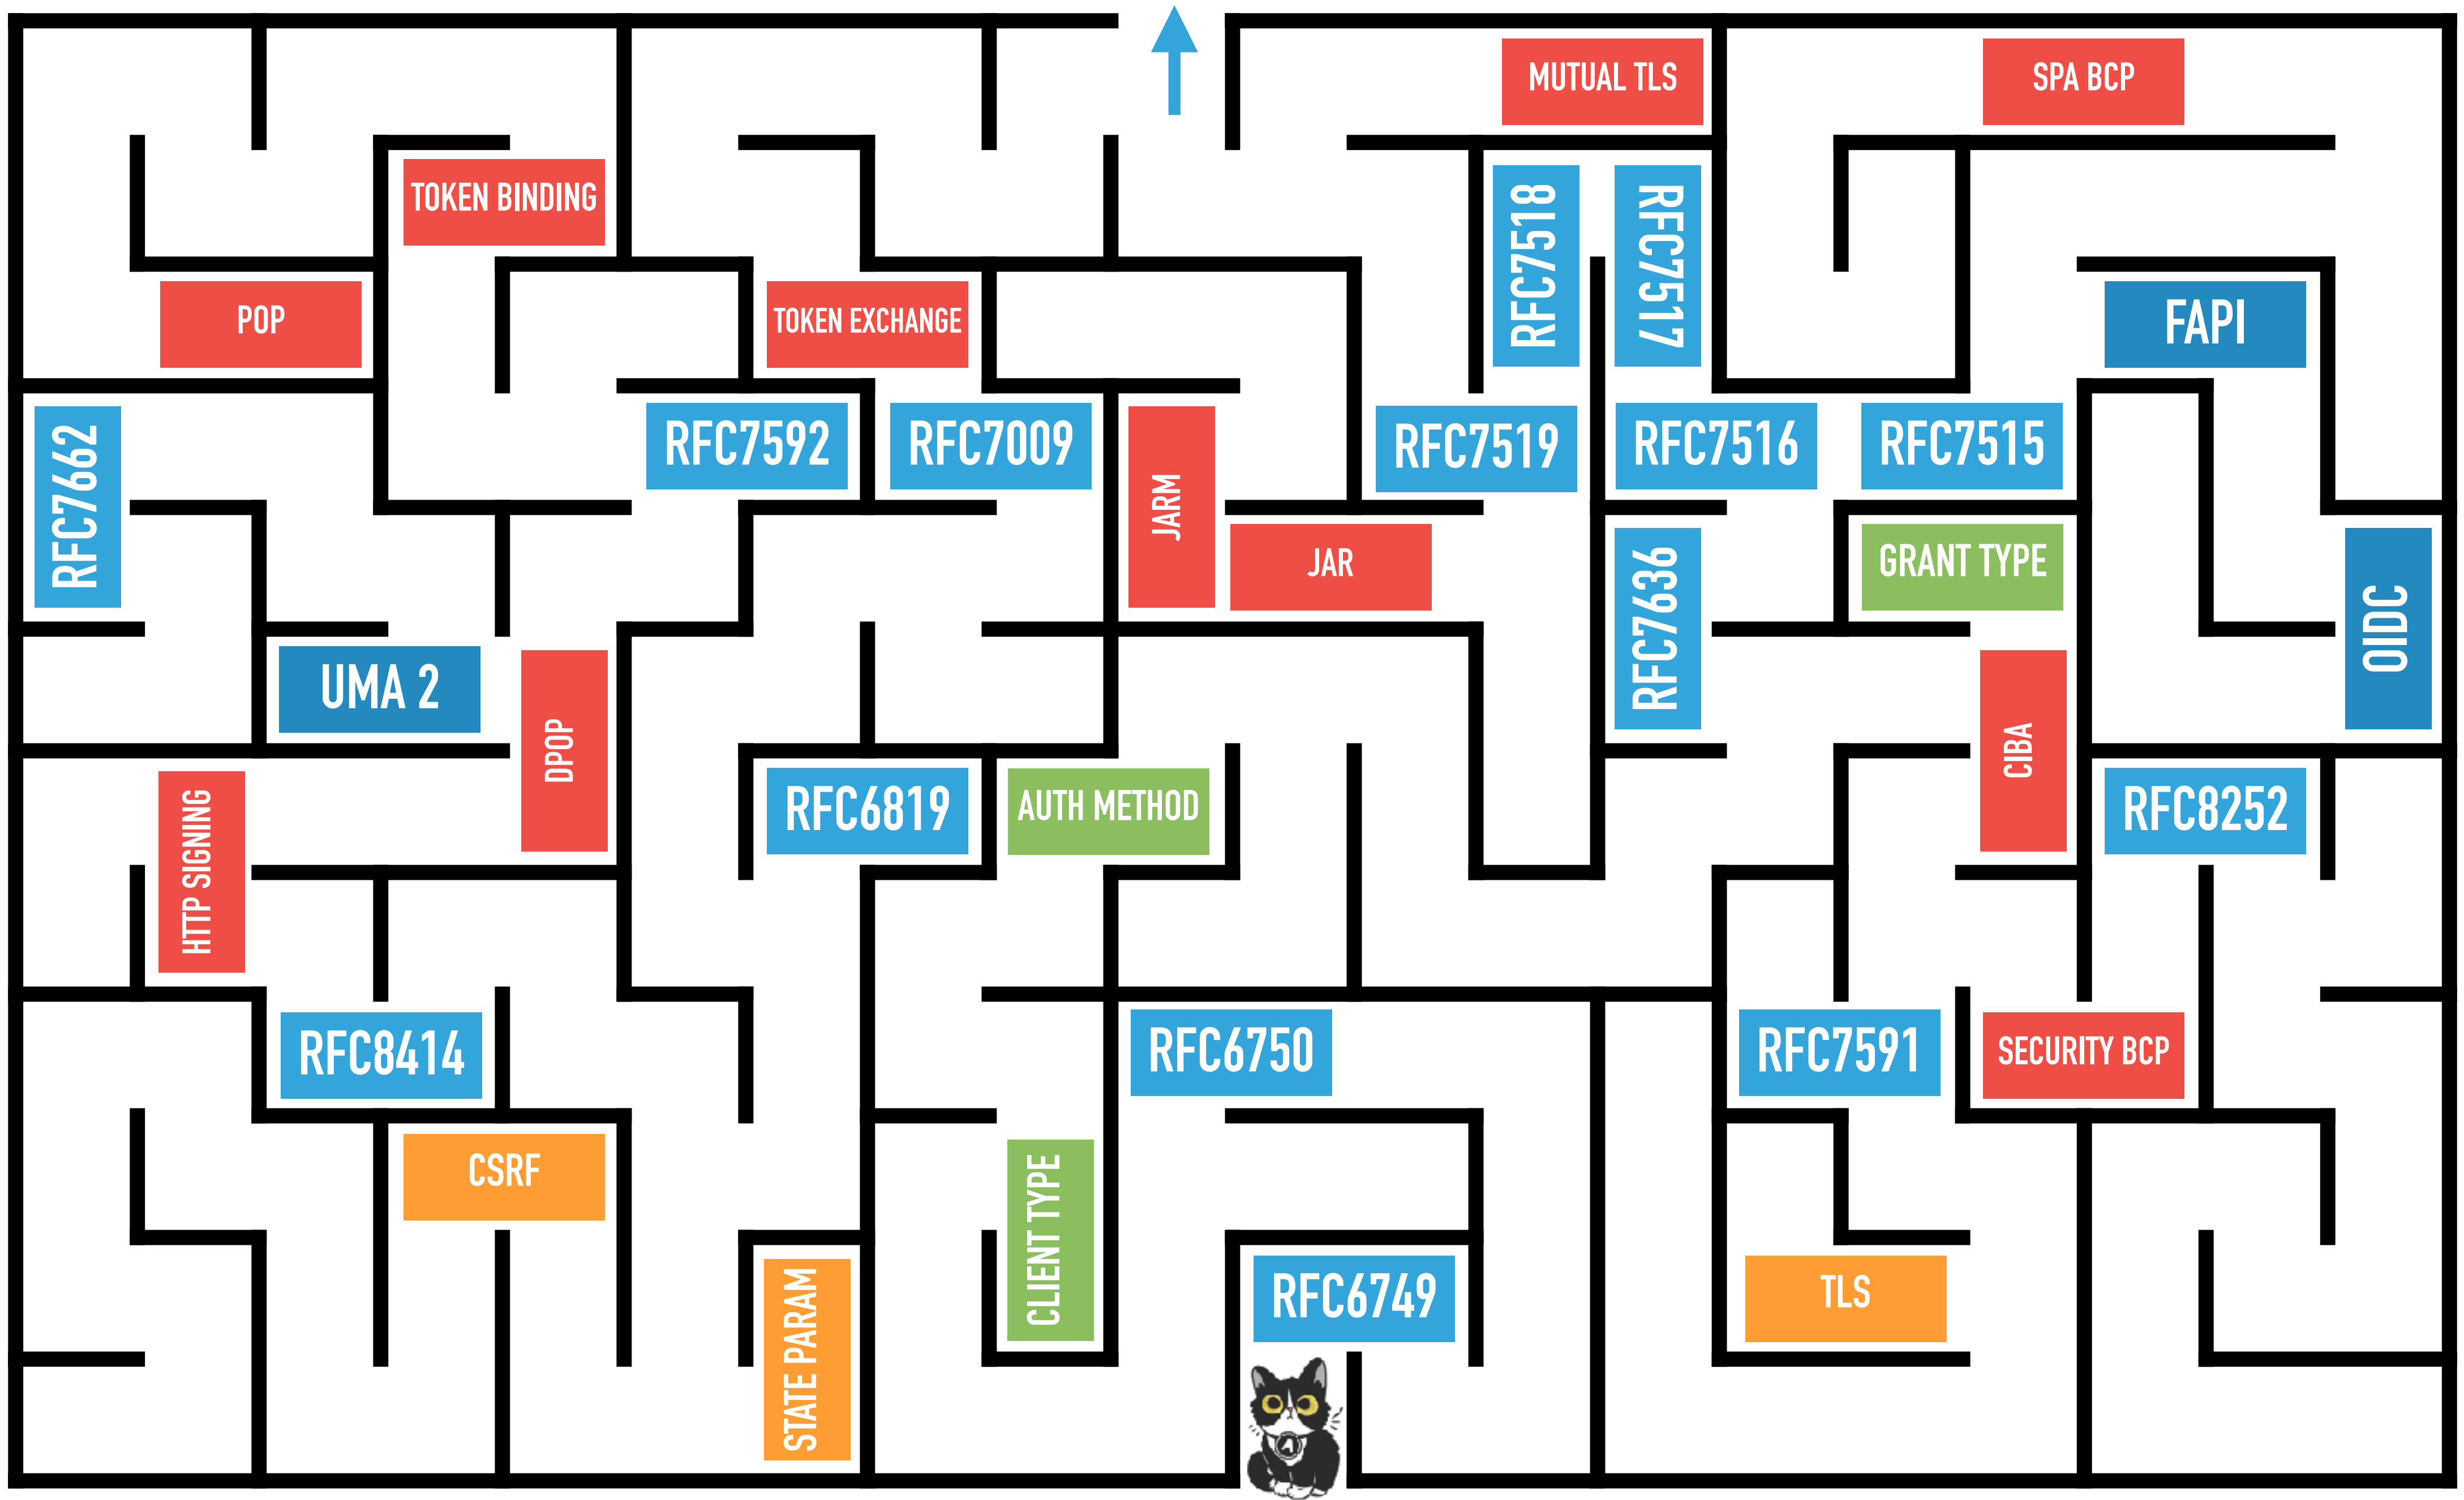 MUTUAL TLS
SPA BCP
TOKEN BINDING
RFC7518
RFC7517
POP
TOKEN EXCHANGE
FAPI
RFC7662
RFC7592
RFC7009
JARM
RFC7519
RFC7516
RFC7515
JAR
RFC7636
GRANT TYPE
OIDC
UMA 2
DPOP
CIBA
HTTP SIGNING
RFC6819
AUTH METHOD
RFC8252
RFC8414
RFC6750
RFC7591
SECURITY BCP
CSRF
CLIENT TYPE
STATE PARAM
RFC6749
TLS
A